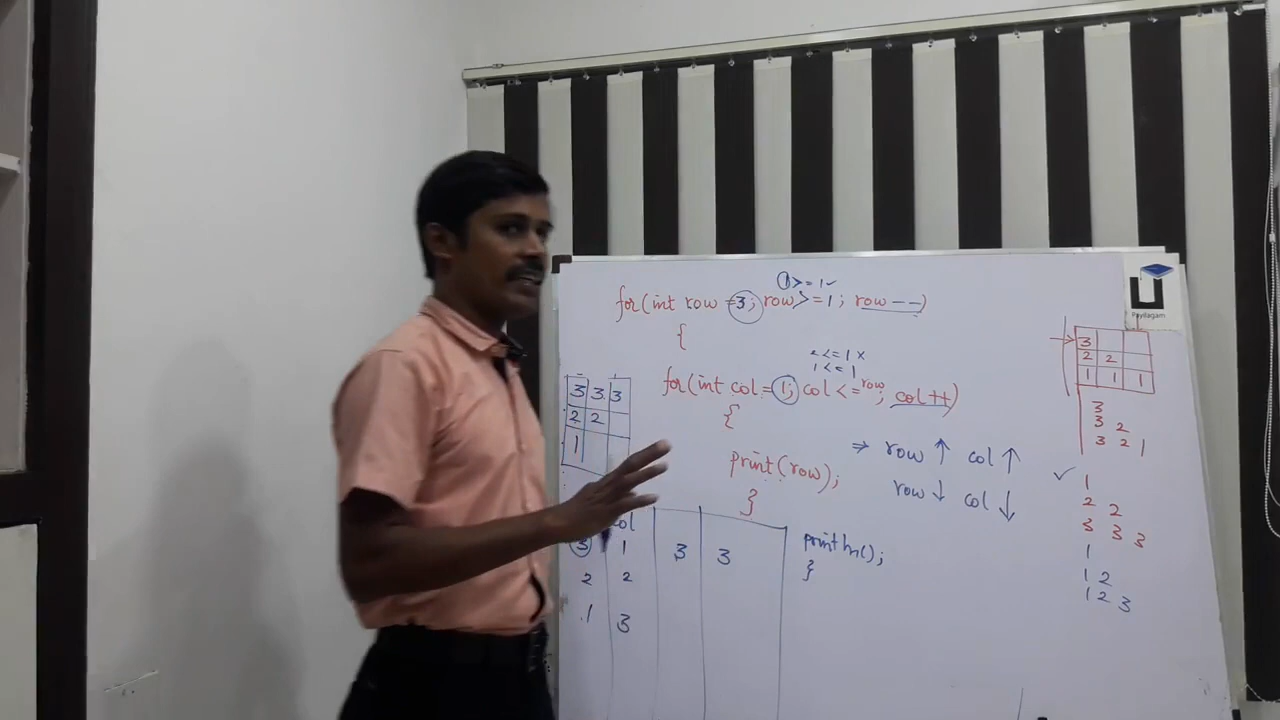 1>=1✓
for(int row =3; row>=1; row--)
{
2<=1 x
1<=1
for(int col=1; col<=row; col++)
{
print(row);
}
println();
}
⇒ row ↑ col ↑
row ↓ col ↓
3 3 3
2 2
1
col
3 1 3 3
2 2
1 3
Payilagam
3
2 2
1 1 1
3
3 2
3 2 1
✓ 1
2 2
3 3 3
1
1 2
1 2 3